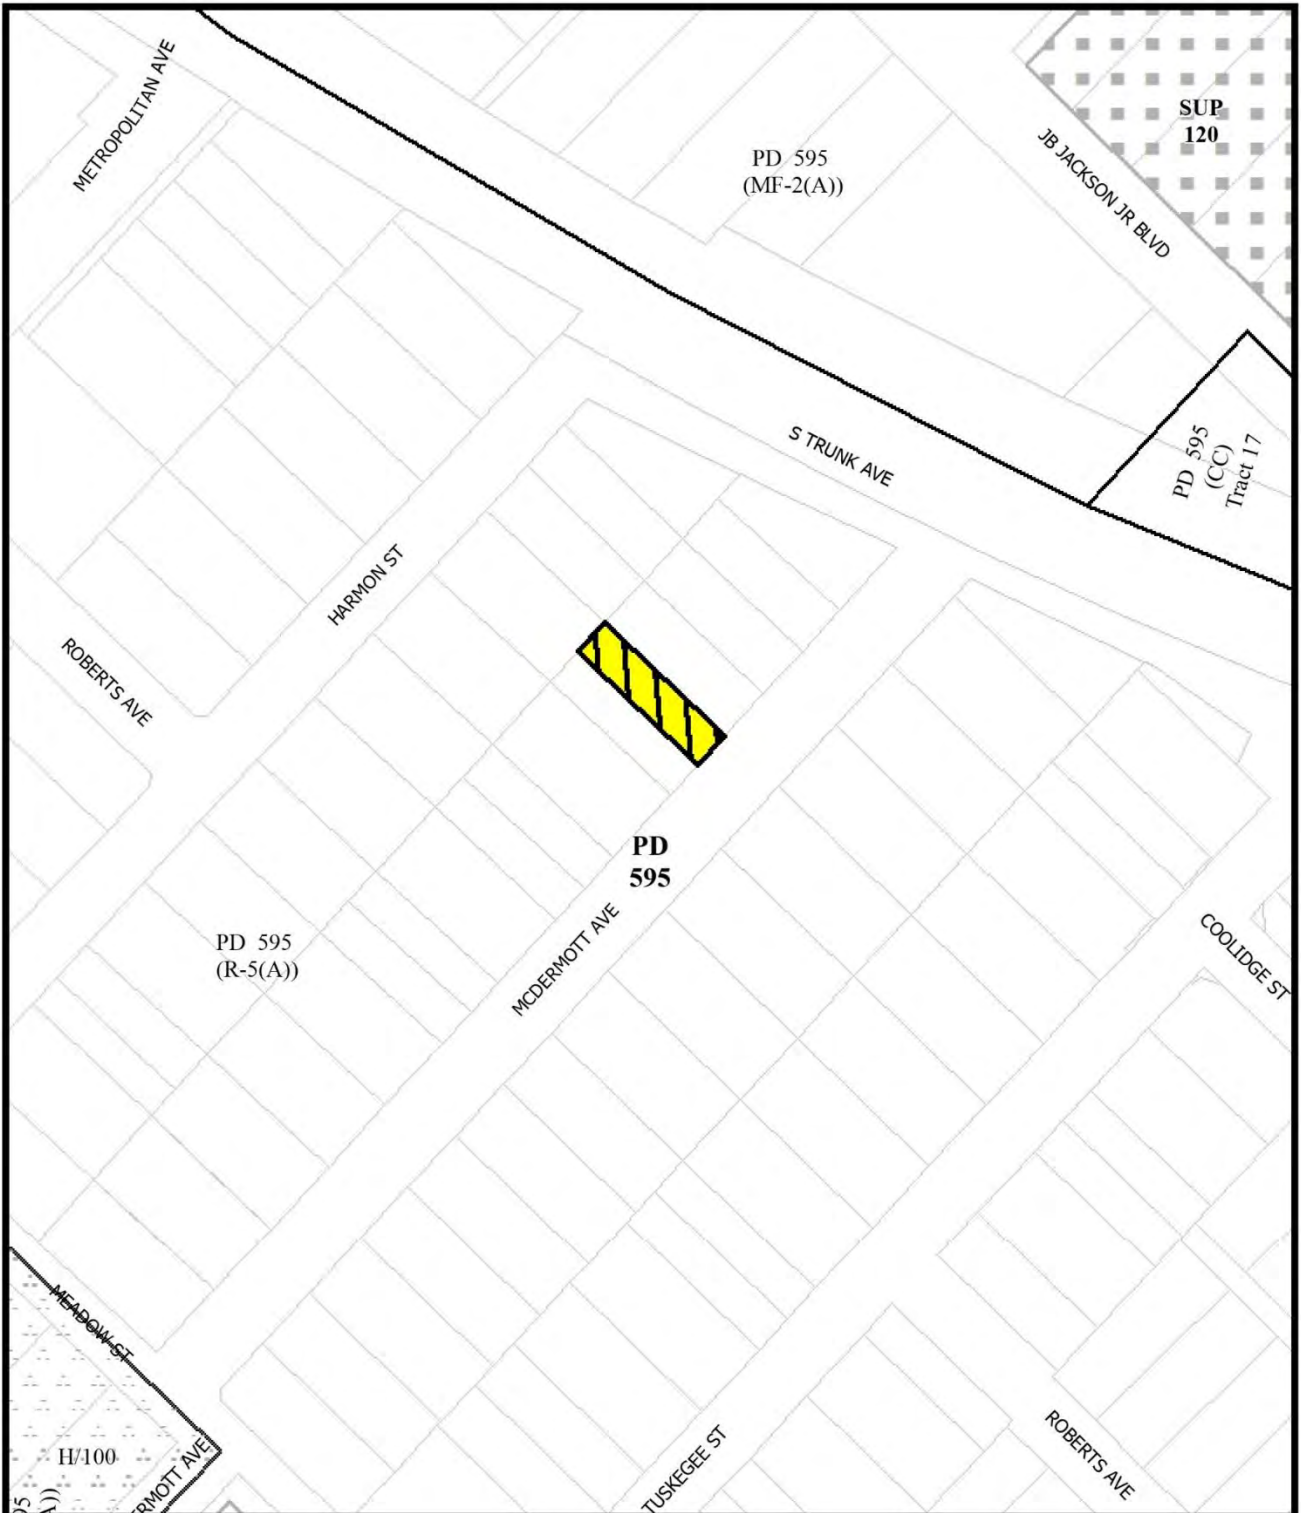 METROPOLITAN AVE
SUP
120
JB JACKSON JR BLVD
PD 595
(MF-2(A))
S TRUNK AVE
PD 595
(CC)
Tract 17
HARMON ST
ROBERTS AVE
PD
595
MCDERMOTT AVE
PD 595
(R-5(A))
COOLIDGE ST
MEADOW ST
H/100
ERMOTT AVE
TUSKEGEE ST
ROBERTS AVE